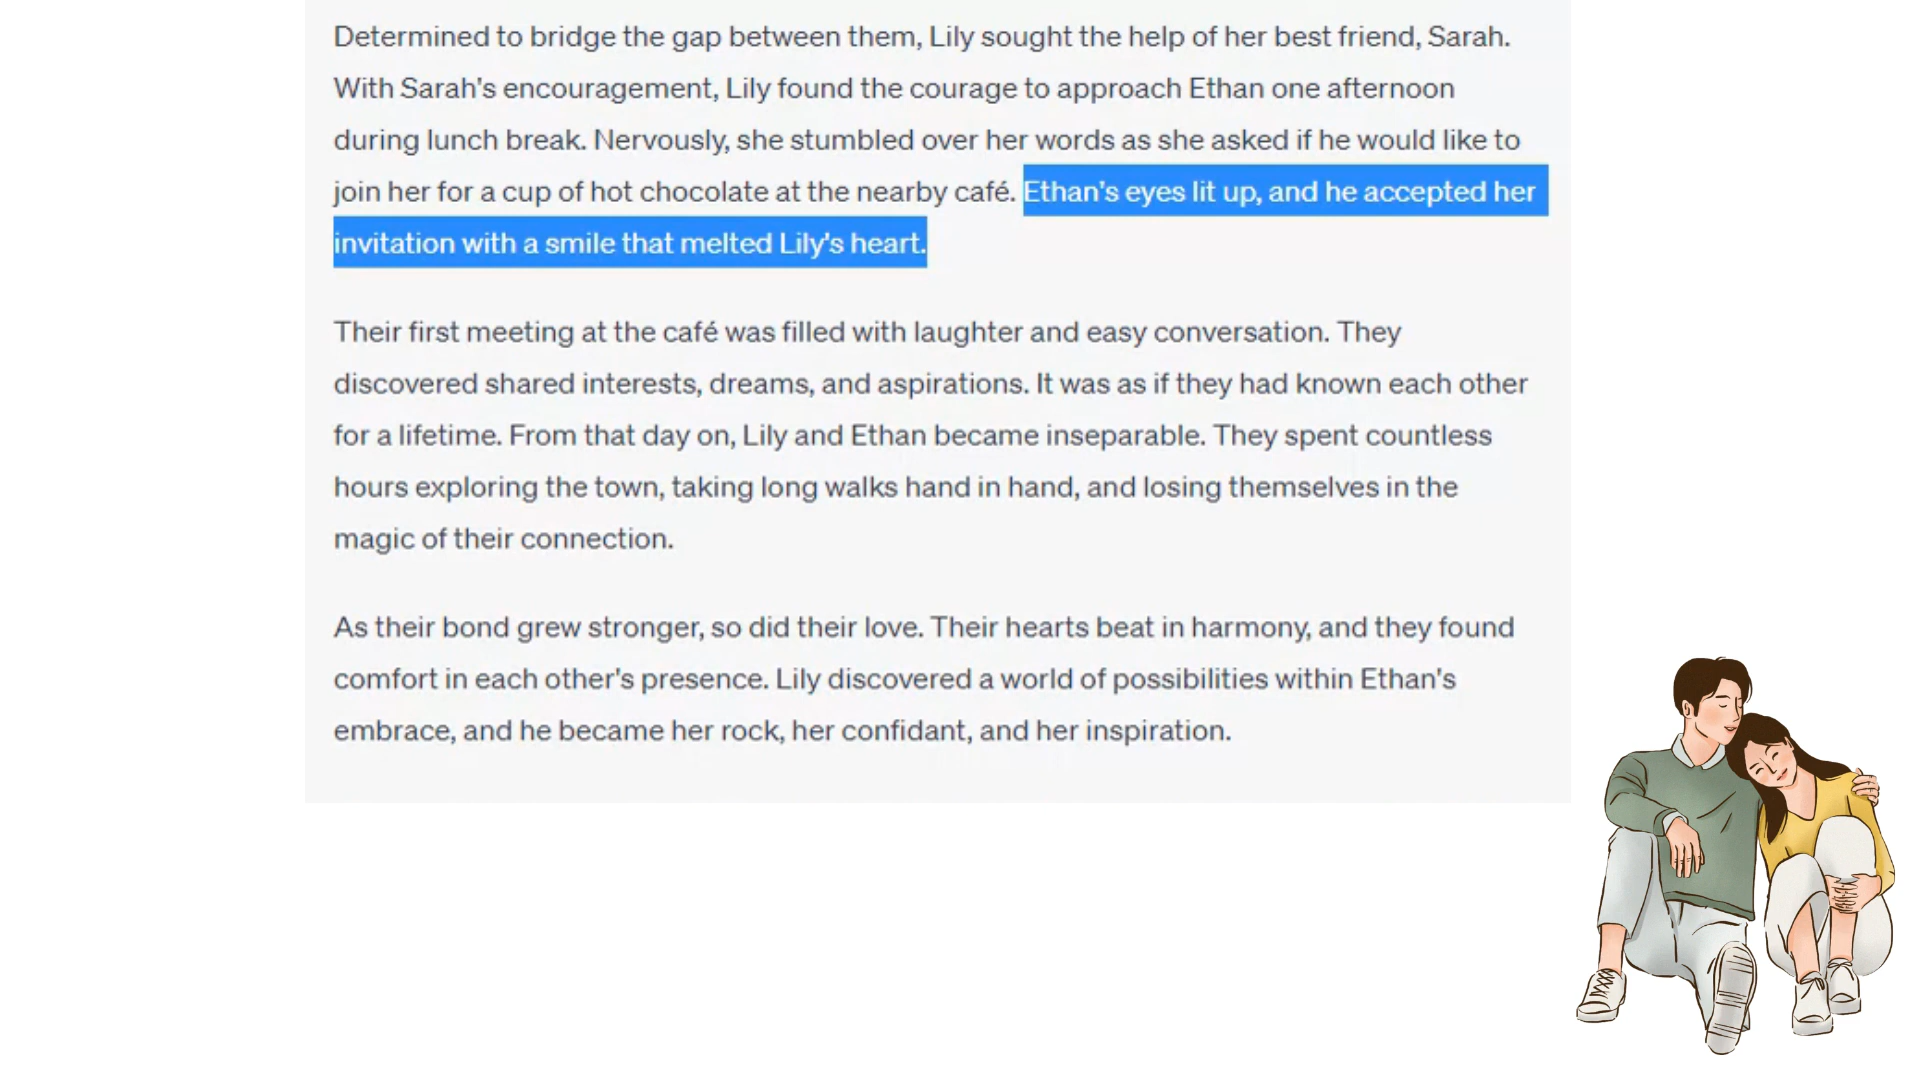 Determined to bridge the gap between them, Lily sought the help of her best friend, Sarah.
With Sarah's encouragement, Lily found the courage to approach Ethan one afternoon
during lunch break. Nervously, she stumbled over her words as she asked if he would like to
join her for a cup of hot chocolate at the nearby café. Ethan's eyes lit up, and he accepted her
invitation with a smile that melted Lily's heart.
Their first meeting at the café was filled with laughter and easy conversation. They
discovered shared interests, dreams, and aspirations. It was as if they had known each other
for a lifetime. From that day on, Lily and Ethan became inseparable. They spent countless
hours exploring the town, taking long walks hand in hand, and losing themselves in the
magic of their connection.
As their bond grew stronger, so did their love. Their hearts beat in harmony, and they found
comfort in each other's presence. Lily discovered a world of possibilities within Ethan's
embrace, and he became her rock, her confidant, and her inspiration.